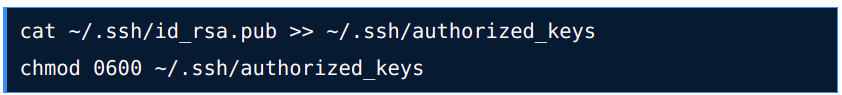 cat ~/.ssh/id_rsa.pub >> ~/.ssh/authorized_keys
chmod 0600 ~/.ssh/authorized_keys